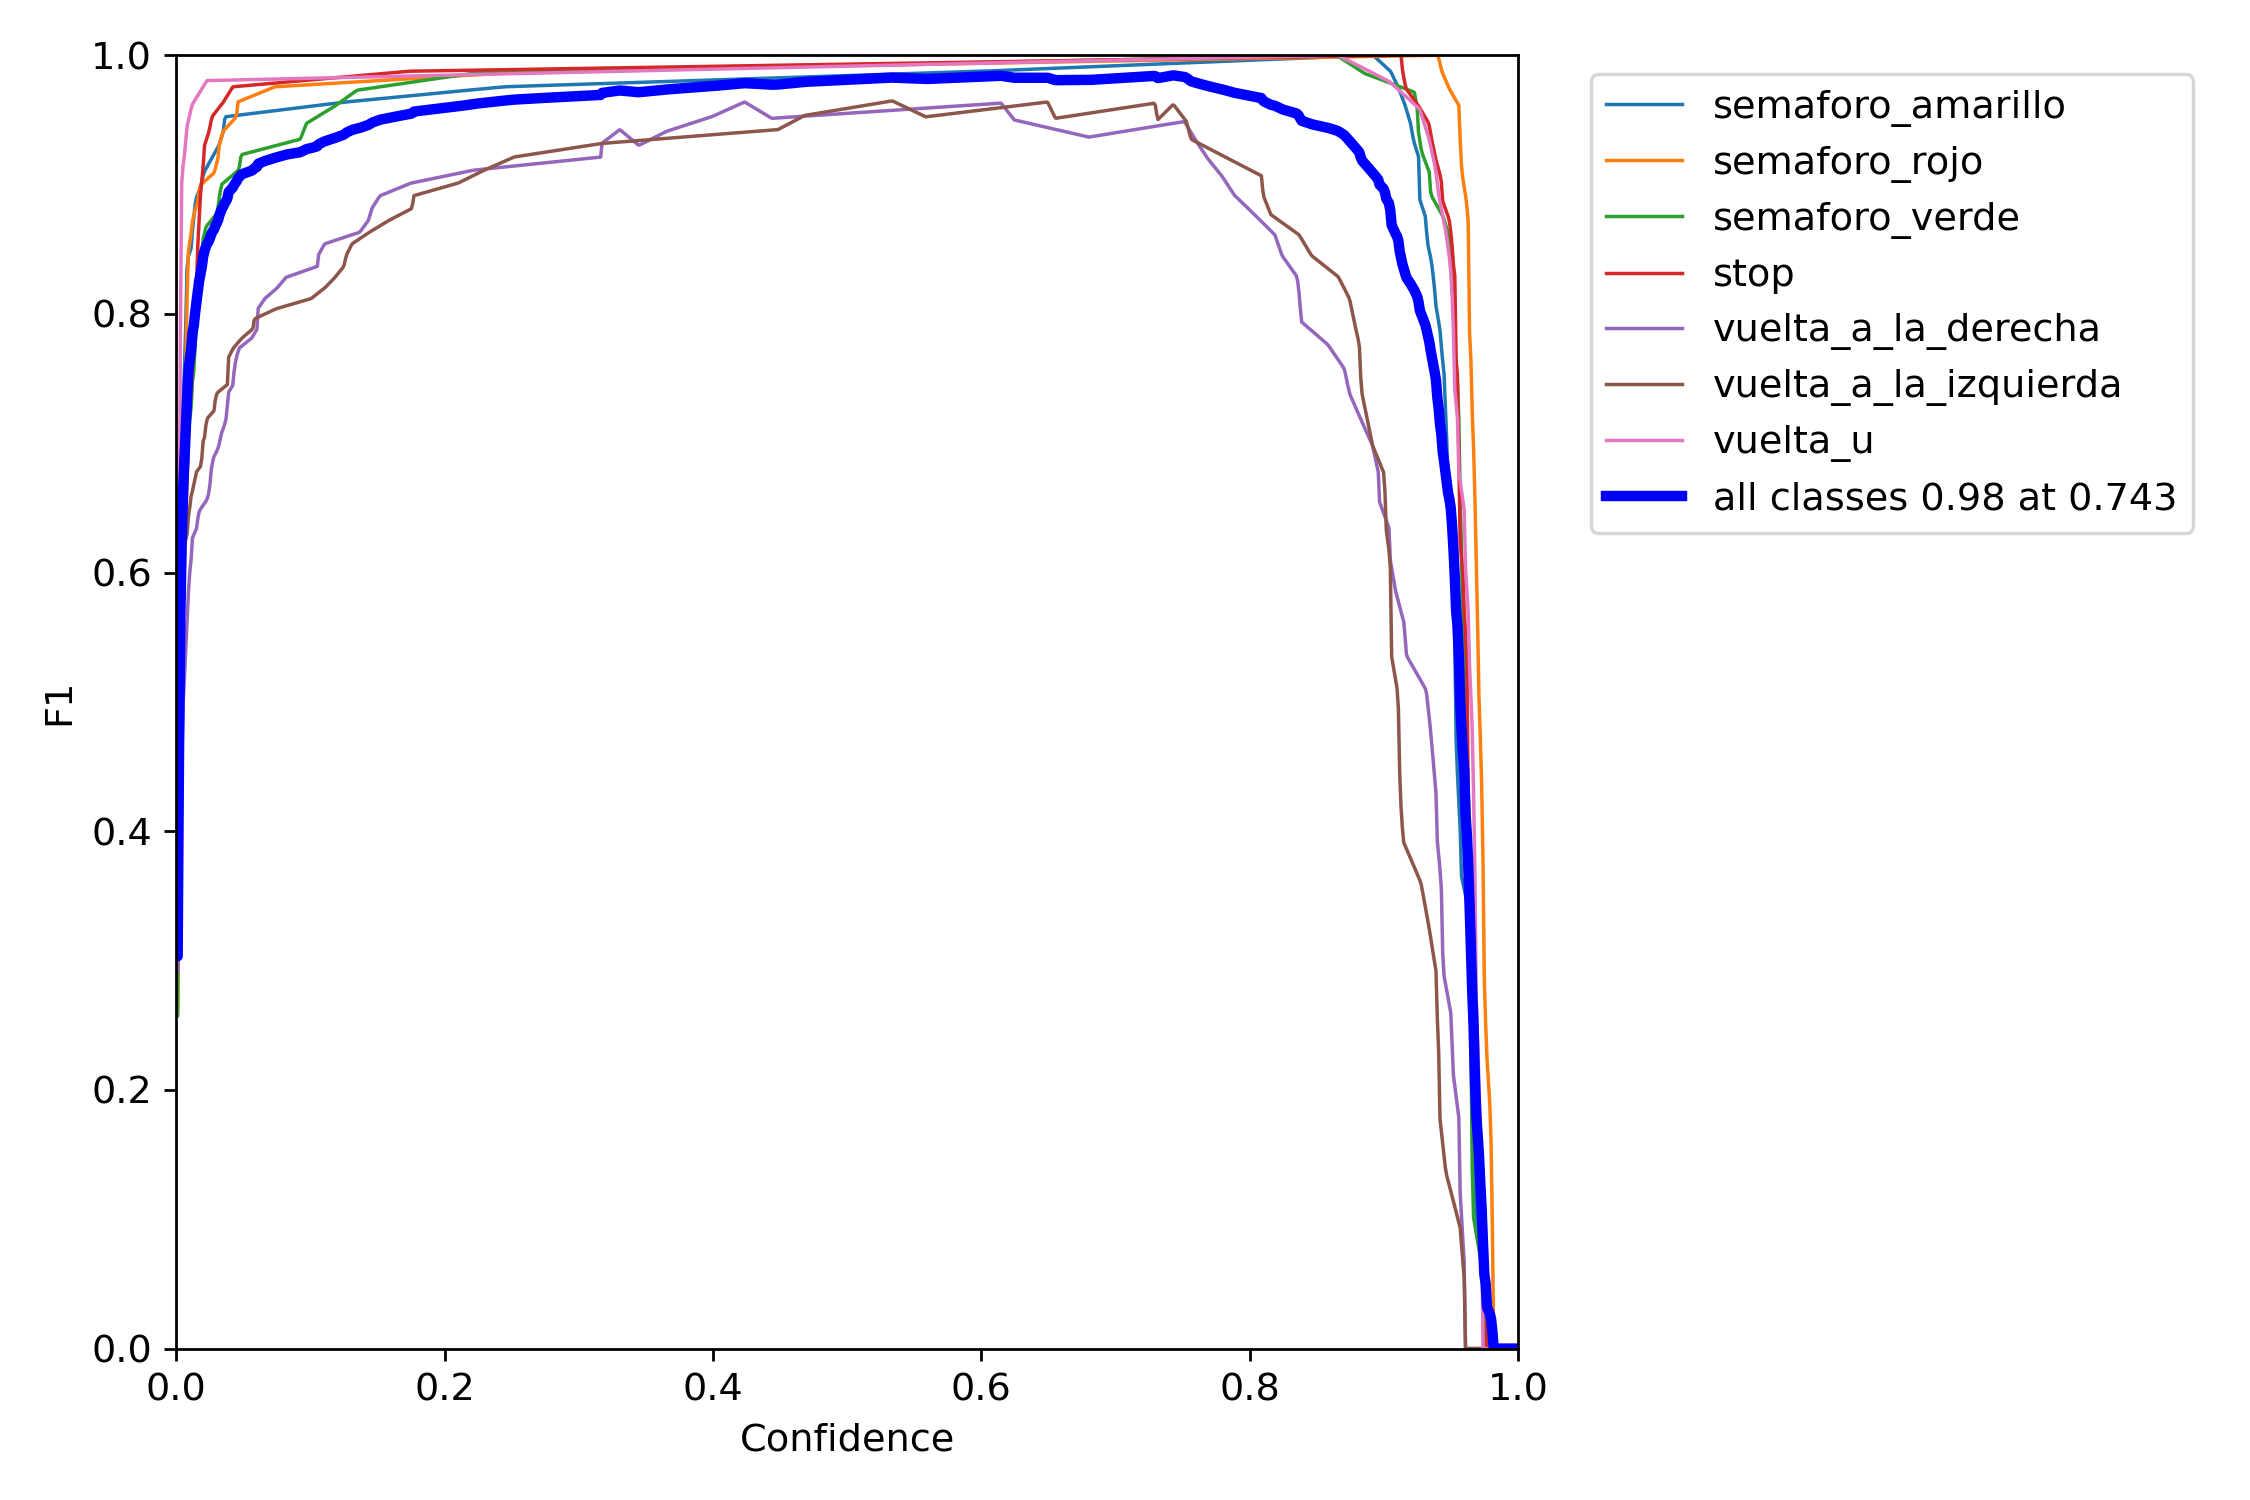 1.0
0.8
0.6
0.4
0.2
0.0
F1
0.0 0.2 0.4 0.6 0.8 1.0
Confidence
semaforo_amarillo
semaforo_rojo
semaforo_verde
stop
vuelta_a_la_derecha
vuelta_a_la_izquierda
vuelta_u
all classes 0.98 at 0.743